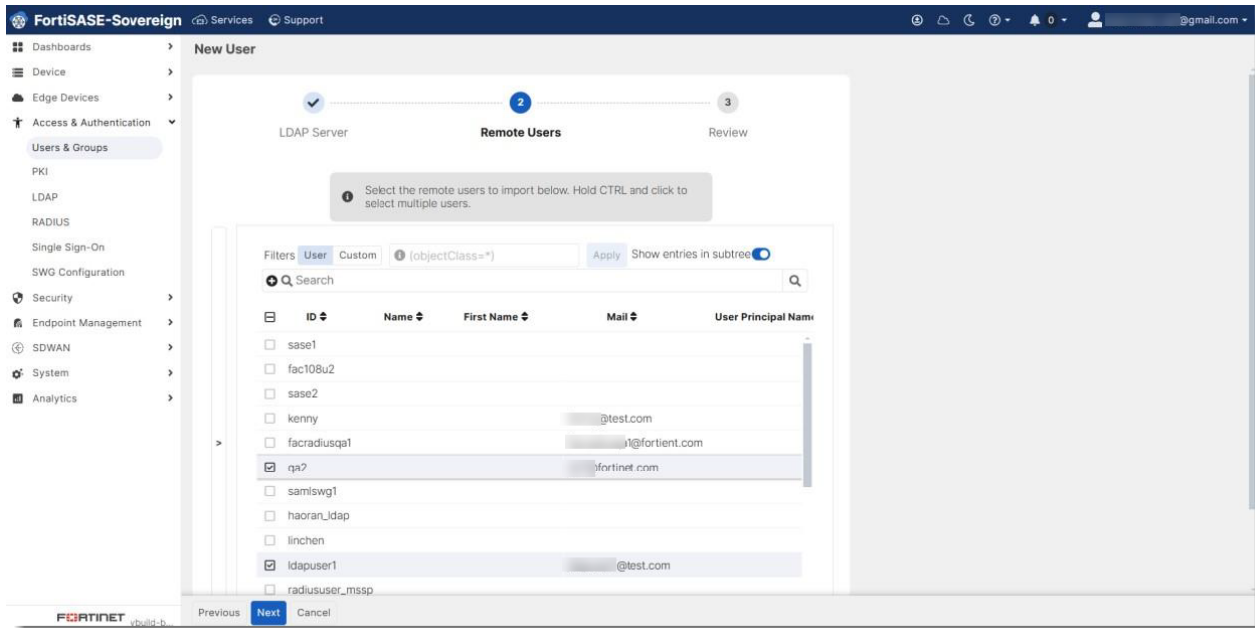 FortiSASE-Sovereign Services Support 0 @gmail.com
Dashboards
Device
Edge Devices
Access & Authentication
Users & Groups
PKI
LDAP
RADIUS
Single Sign-On
SWG Configuration
Security
Endpoint Management
SDWAN
System
Analytics
FORTINET vbuild-b...
New User
2 3
LDAP Server Remote Users Review
Select the remote users to import below. Hold CTRL and click to
select multiple users.
Filters User Custom (objectClass=*) Apply Show entries in subtree
Search
ID Name First Name Mail User Principal Name
sase1
fac108u2
sase2
kenny @test.com
facradiusqa1 1@fortient.com
qa2 @fortinet.com
samlswg1
haoran_ldap
linchen
ldapuser1 @test.com
radiususer_mssp
Previous Next Cancel